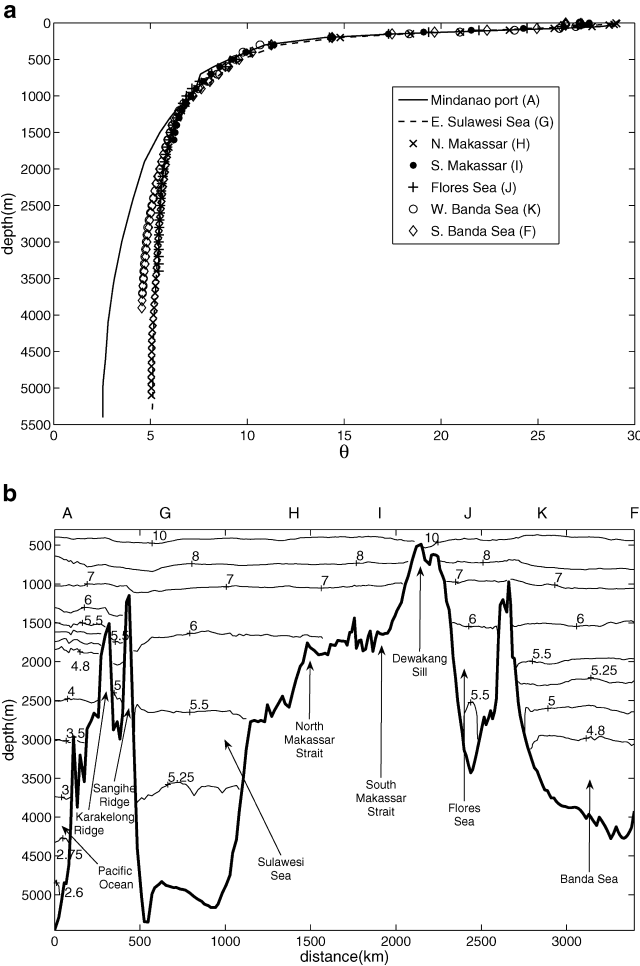 a
0
500
1000
1500
2000
2500
3000
3500
4000
4500
5000
5500
depth(m)
0 5 10 15 20 25 30
θ
Mindanao port (A)
E. Sulawesi Sea (G)
N. Makassar (H)
S. Makassar (I)
Flores Sea (J)
W. Banda Sea (K)
S. Banda Sea (F)
b
A G H I J K F
500
1000
1500
2000
2500
3000
3500
4000
4500
5000
depth(m)
10 10
8 8 8
7 7 7 7 7
6 6 6 6
5.5 5.5 5.5
4.8 5.25
4 5 5.5 5.5 5
3.5 4.8
3 5.25
2.75
2.6
Dewakang
Sill
North
Makassar
Strait
South
Makassar
Strait
Flores
Sea
Sangihe
Ridge
Karakelong
Ridge
Sulawesi
Sea
Pacific
Ocean
Banda Sea
0 500 1000 1500 2000 2500 3000
distance(km)